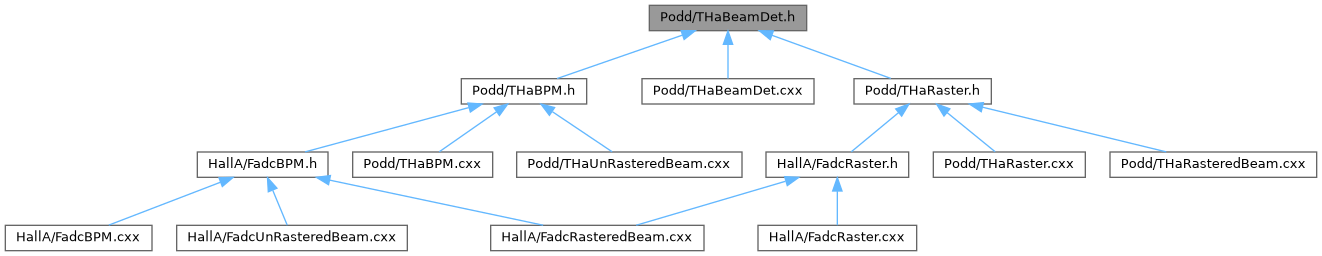 Podd/THaBeamDet.h
Podd/THaBPM.h
Podd/THaBeamDet.cxx
Podd/THaRaster.h
HallA/FadcBPM.h
Podd/THaBPM.cxx
Podd/THaUnRasteredBeam.cxx
HallA/FadcRaster.h
Podd/THaRaster.cxx
Podd/THaRasteredBeam.cxx
HallA/FadcBPM.cxx
HallA/FadcUnRasteredBeam.cxx
HallA/FadcRasteredBeam.cxx
HallA/FadcRaster.cxx